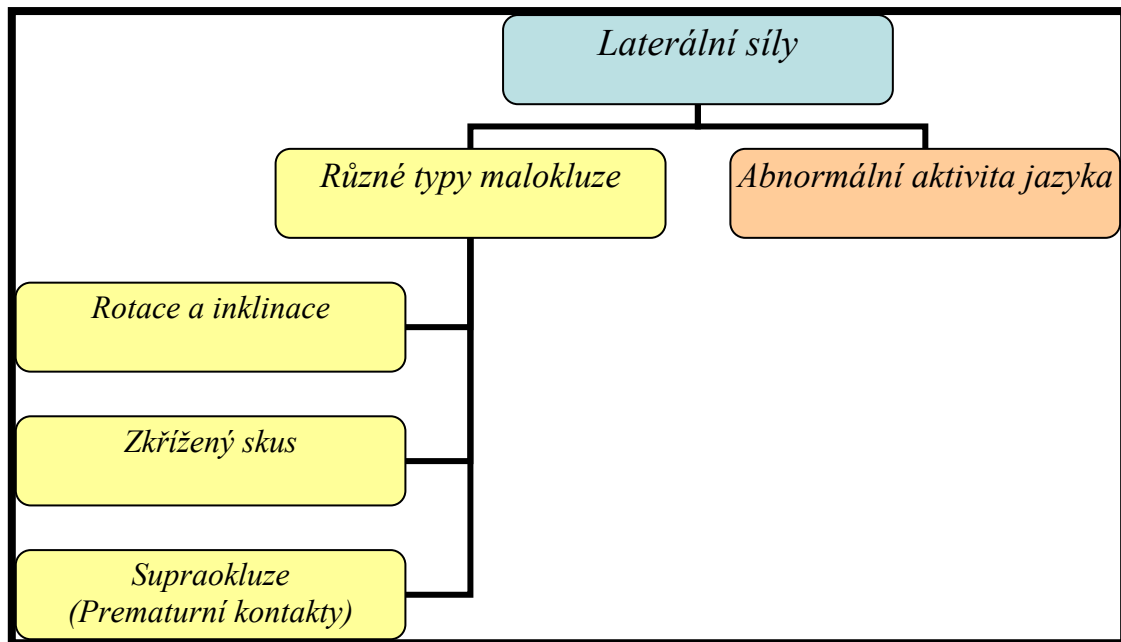 Laterální síly
Různé typy malokluze
Abnormální aktivita jazyka
Rotace a inklinace
Zkřížený skus
Supraokluze
(Prematurní kontakty)